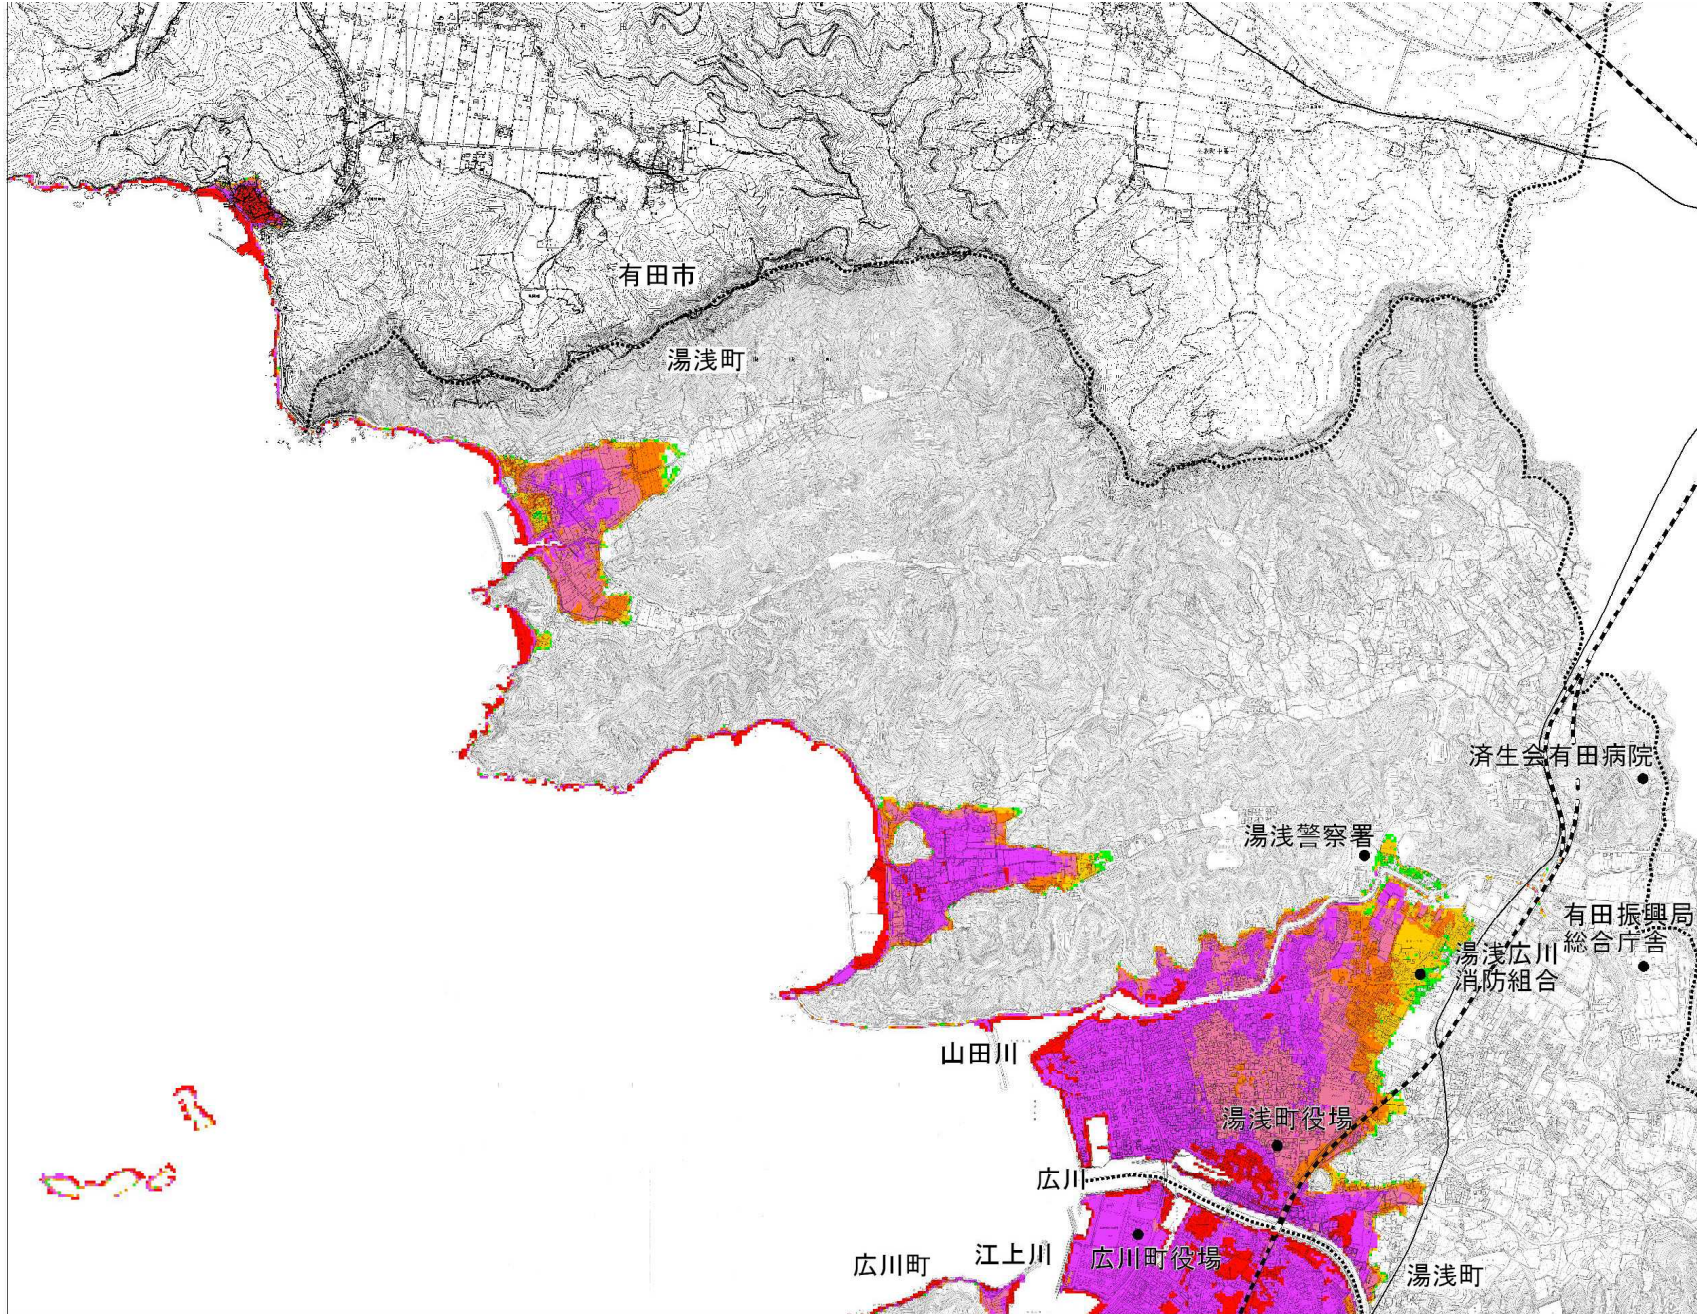 有田市
湯浅町
済生会有田病院
湯浅警察署
有田振興局
総合庁舎
湯浅広川
消防組合
山田川
湯浅町役場
広川
広川町役場
江上川
広川町
湯浅町